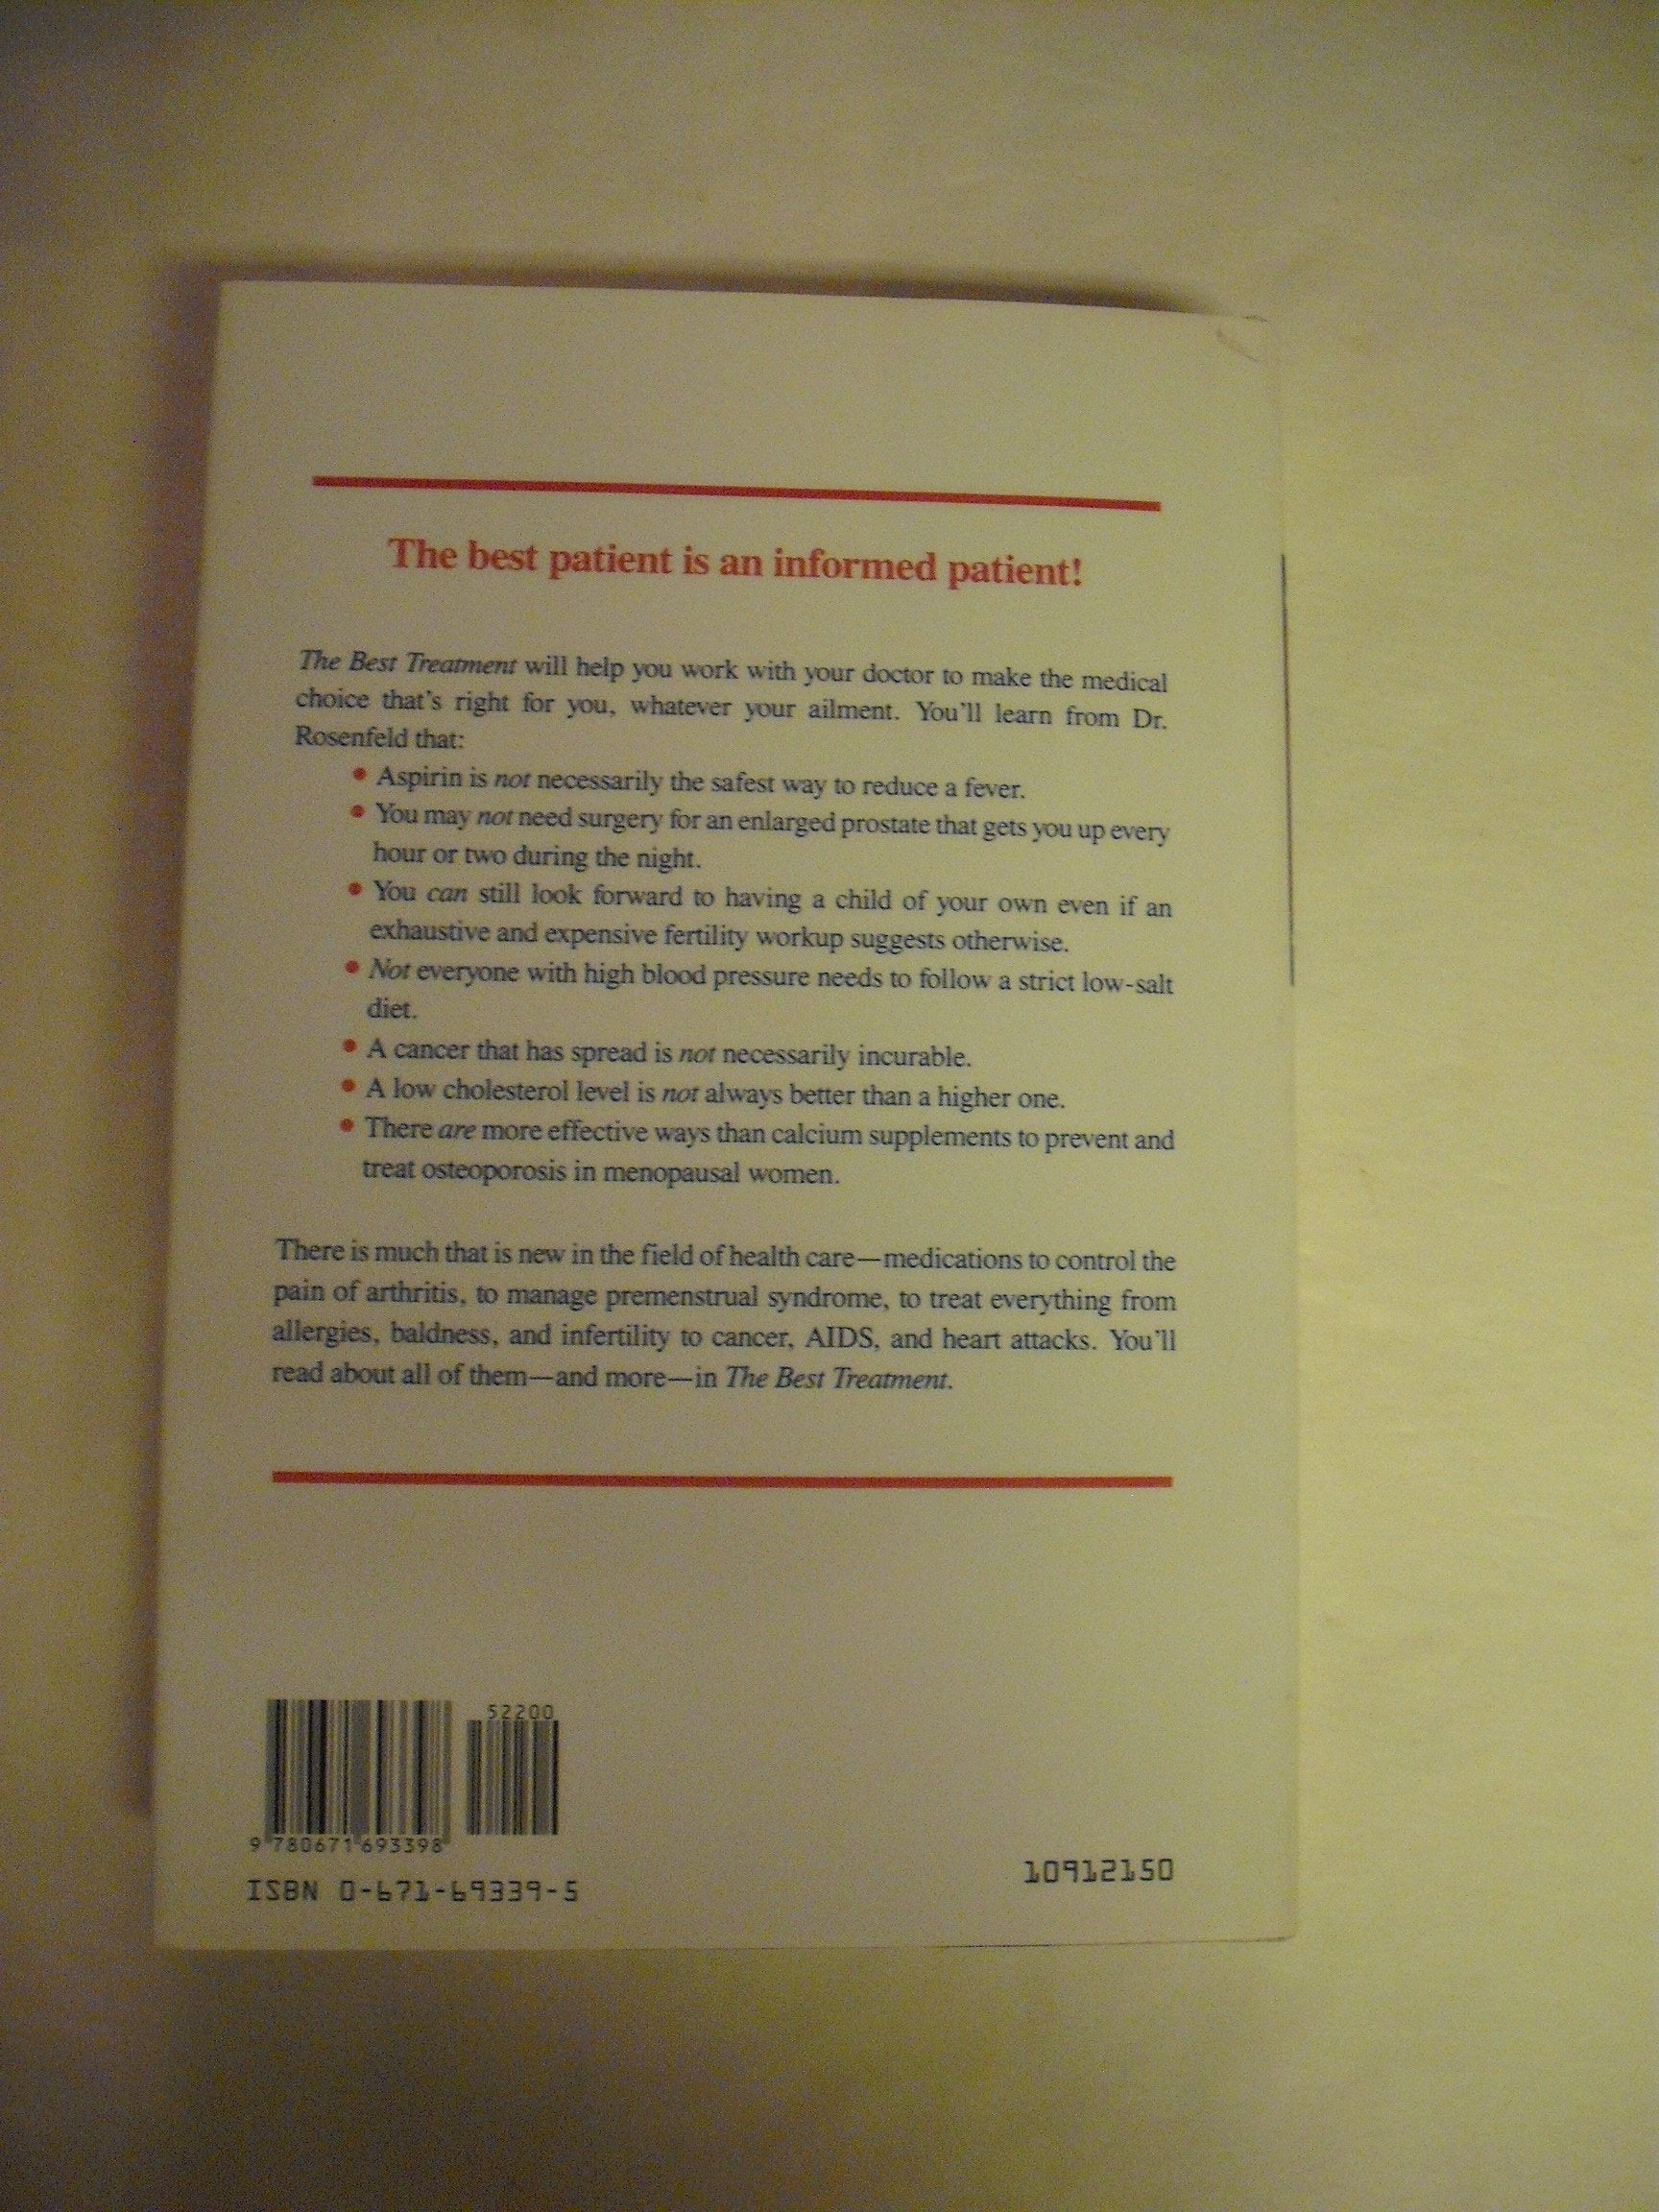 The best patient is an informed patient!
The Best Treatment will help you work with your doctor to make the medical
choice that's right for you, whatever your ailment. You'll learn from Dr.
Rosenfeld that:
• Aspirin is not necessarily the safest way to reduce a fever.
• You may not need surgery for an enlarged prostate that gets you up every
hour or two during the night.
• You can still look forward to having a child of your own even if an
exhaustive and expensive fertility workup suggests otherwise.
• Not everyone with high blood pressure needs to follow a strict low-salt
diet.
• A cancer that has spread is not necessarily incurable.
• A low cholesterol level is not always better than a higher one.
• There are more effective ways than calcium supplements to prevent and
treat osteoporosis in menopausal women.
There is much that is new in the field of health care—medications to control the
pain of arthritis, to manage premenstrual syndrome, to treat everything from
allergies, baldness, and infertility to cancer, AIDS, and heart attacks. You'll
read about all of them—and more—in The Best Treatment.
52200
9 780671 693398
ISBN 0-671-69339-5
10912150